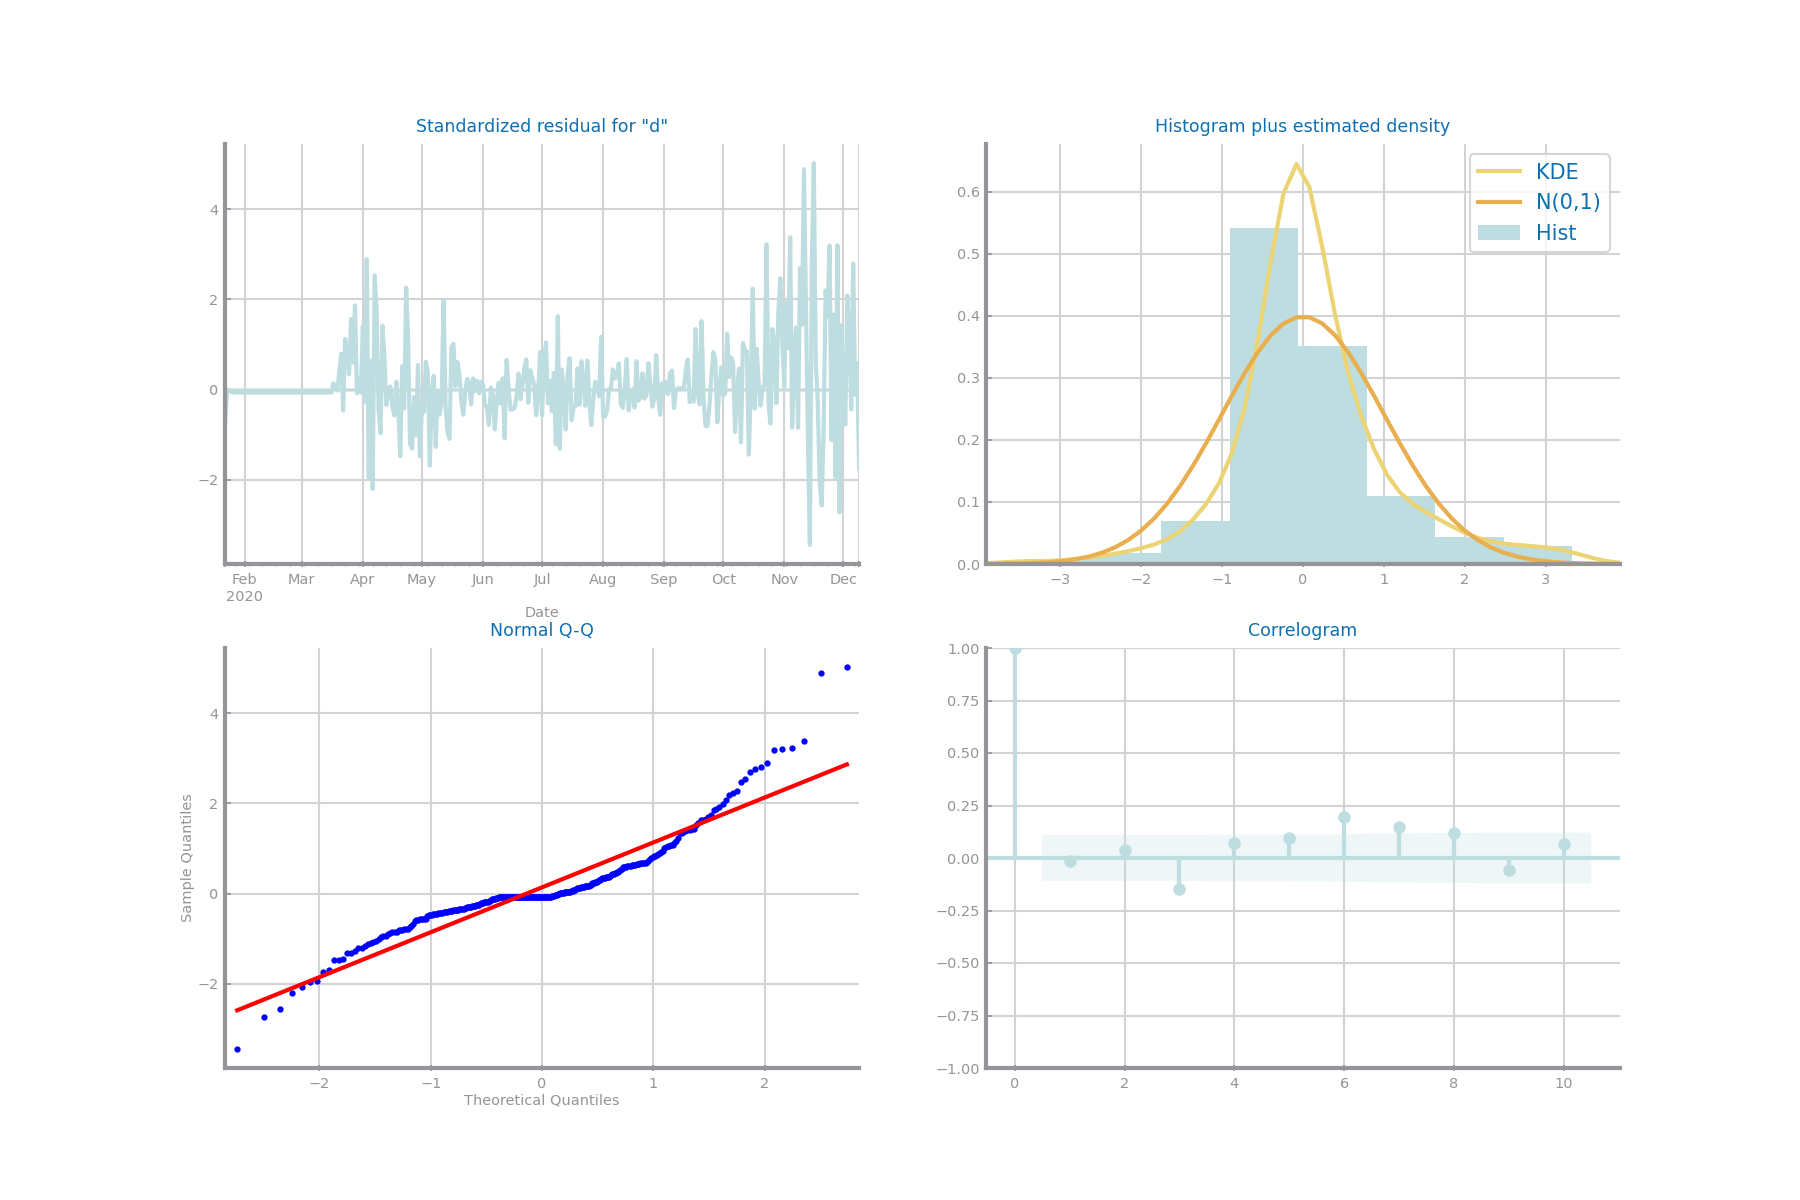 Standardized residual for "d"
4
2
0
−2
Feb Mar Apr May Jun Jul Aug Sep Oct Nov Dec
2020
Date
Histogram plus estimated density
KDE
N(0,1)
Hist
0.6
0.5
0.4
0.3
0.2
0.1
0.0
−3 −2 −1 0 1 2 3
Normal Q-Q
Sample Quantiles
4
2
0
−2
−2 −1 0 1 2
Theoretical Quantiles
Correlogram
1.00
0.75
0.50
0.25
0.00
−0.25
−0.50
−0.75
−1.00
0 2 4 6 8 10